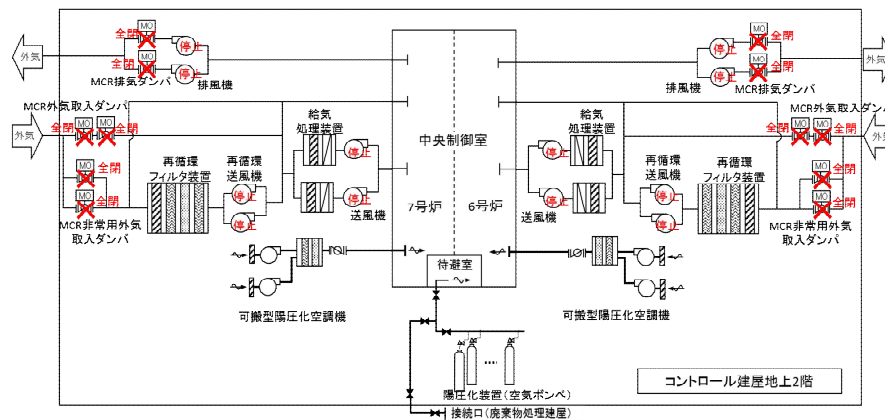 MO
全閉
停止
MO
全閉
停止
外気
MCR排気ダンパ
排風機
MCR外気取入ダンパ
外気
全閉
MO
MO
全閉
MO
全閉
MO
全閉
MCR非常用外気
取入ダンパ
再循環
フィルタ装置
再循環
送風機
停止
停止
給気
処理装置
停止
停止
送風機
中央制御室
7号炉
6号炉
待避室
MO
全閉
停止
MO
全閉
停止
外気
排風機
MCR排気ダンパ
MCR外気取入ダンパ
外気
MO
MO
全閉
全閉
給気
処理装置
停止
停止
送風機
再循環
送風機
停止
停止
再循環
フィルタ装置
MO
全閉
MO
全閉
MCR非常用外気
取入ダンパ
可搬型陽圧化空調機
可搬型陽圧化空調機
陽圧化装置(空気ボンベ)
接続口(廃棄物処理建屋)
コントロール建屋地上2階